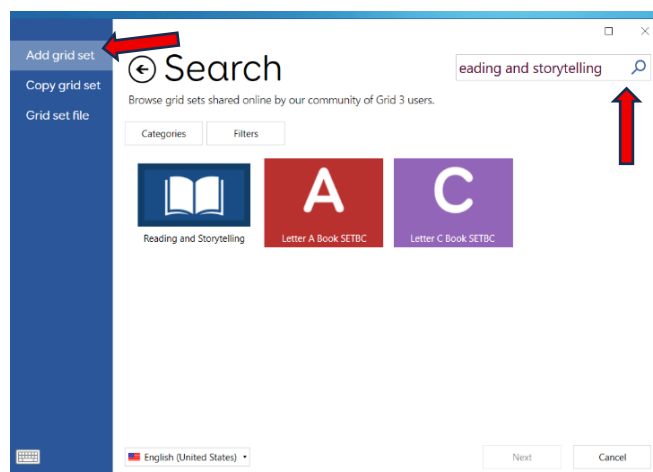 Add grid set
Copy grid set
Grid set file
Search
eading and storytelling
Browse grid sets shared online by our community of Grid 3 users.
Categories
Filters
Reading and Storytelling
A
Letter A Book SETBC
C
Letter C Book SETBC
English (United States)
Next
Cancel